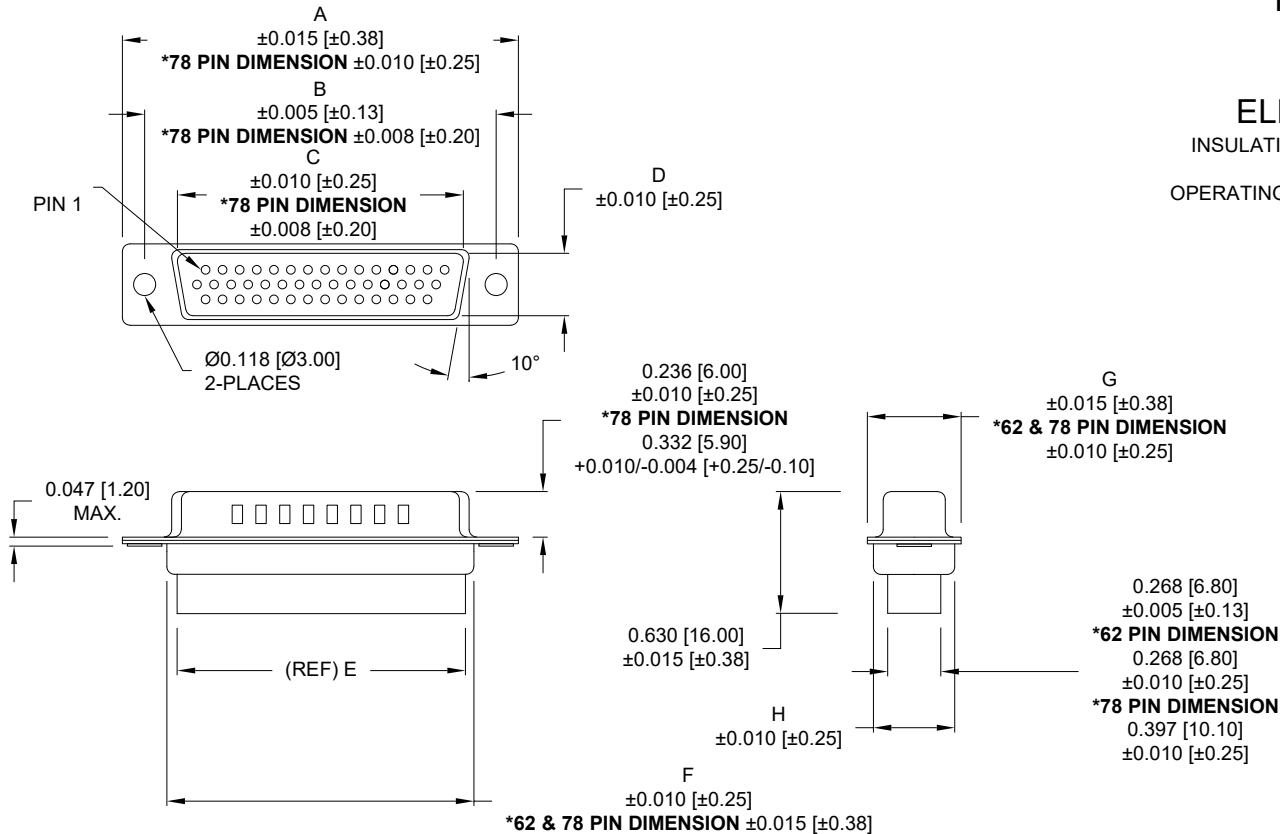 A
±0.015 [±0.38]
*78 PIN DIMENSION ±0.010 [±0.25]
B
±0.005 [±0.13]
*78 PIN DIMENSION ±0.008 [±0.20]
C
±0.010 [±0.25]
*78 PIN DIMENSION
±0.008 [±0.20]
PIN 1
D
±0.010 [±0.25]
ELE
INSULATI
OPERATING
Ø0.118 [Ø3.00]
2-PLACES
10°
0.236 [6.00]
±0.010 [±0.25]
*78 PIN DIMENSION
0.332 [5.90]
+0.010/-0.004 [+0.25/-0.10]
G
±0.015 [±0.38]
*62 & 78 PIN DIMENSION
±0.010 [±0.25]
0.047 [1.20]
MAX.
(REF) E
0.630 [16.00]
±0.015 [±0.38]
0.268 [6.80]
±0.005 [±0.13]
*62 PIN DIMENSION
0.268 [6.80]
±0.010 [±0.25]
*78 PIN DIMENSION
0.397 [10.10]
±0.010 [±0.25]
H
±0.010 [±0.25]
F
±0.010 [±0.25]
*62 & 78 PIN DIMENSION ±0.015 [±0.38]